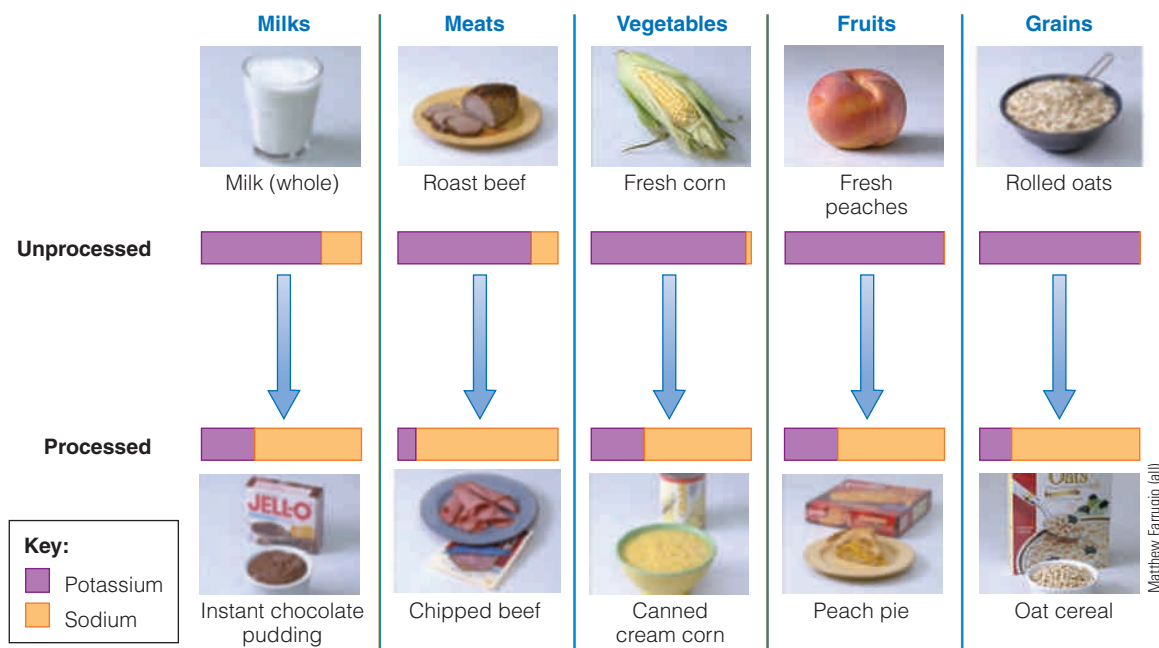 Milks
Meats
Vegetables
Fruits
Grains
Milk (whole)
Roast beef
Fresh corn
Fresh
peaches
Rolled oats
Unprocessed
Processed
JELL-O
Oats
Key:
Potassium
Sodium
Instant chocolate
pudding
Chipped beef
Canned
cream corn
Peach pie
Oat cereal
Matthew Farruggio (all)